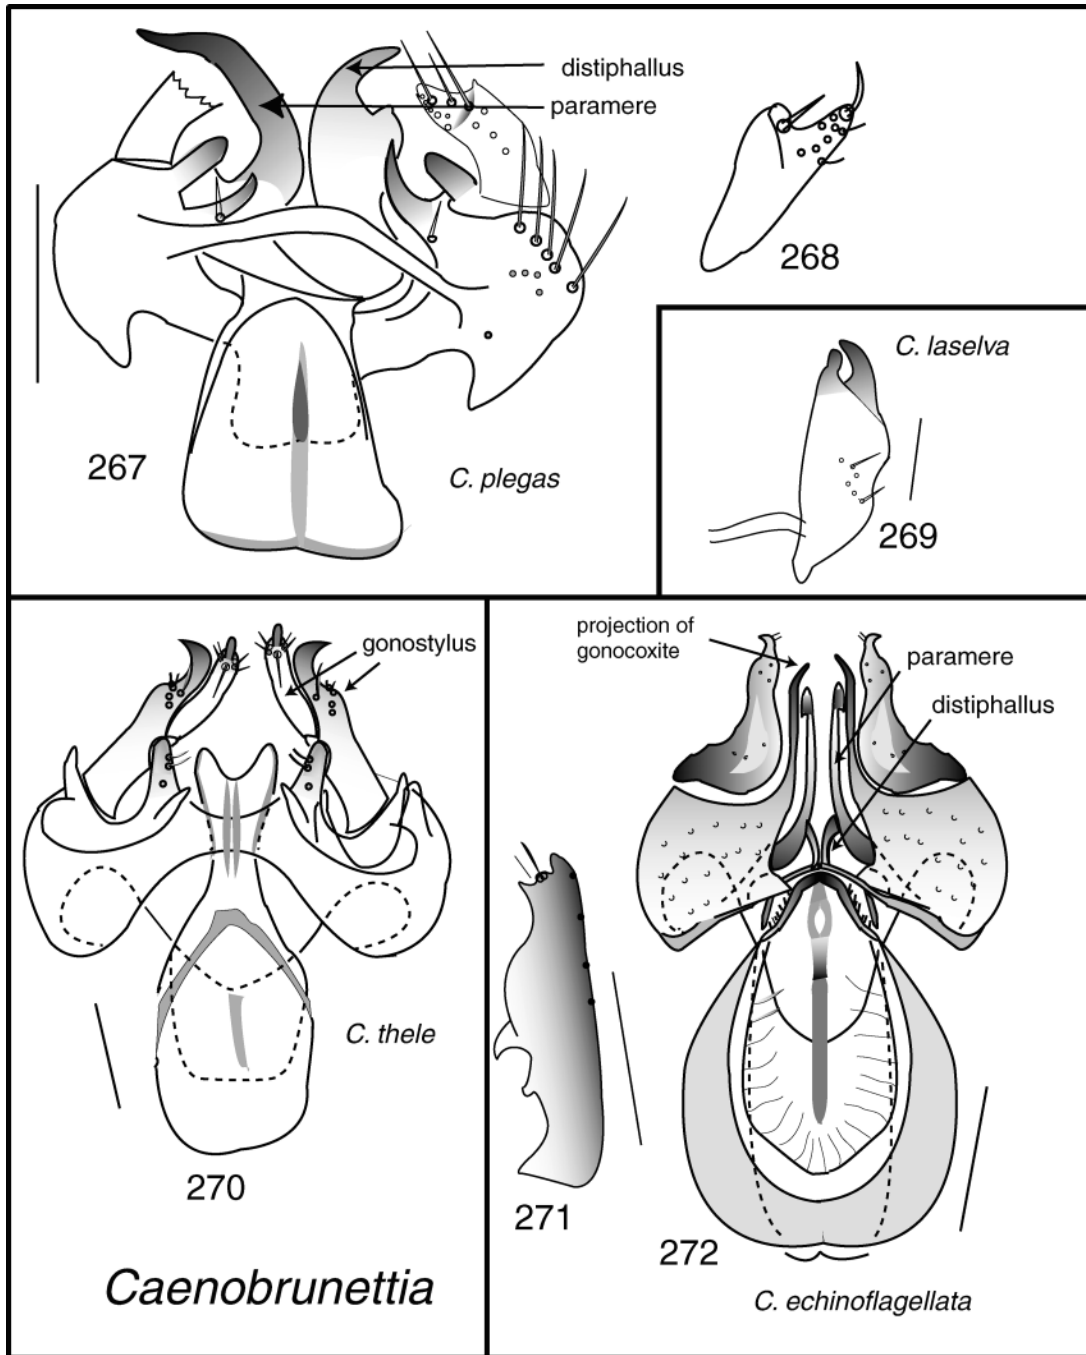 distiphallus
paramere
268
C. laselva
267
C. plegas
269
gonostylus
projection of
gonocoxite
paramere
distiphallus
C. thele
270
271
272
Caenobrunettia
C. echinoflagellata